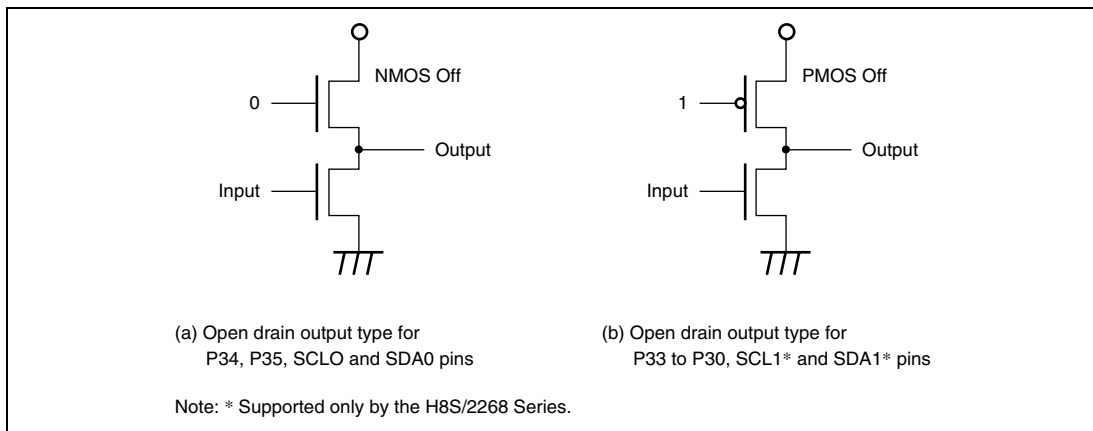 NMOS Off
0
Output
Input
(a) Open drain output type for
P34, P35, SCLO and SDA0 pins
PMOS Off
1
Output
Input
(b) Open drain output type for
P33 to P30, SCL1* and SDA1* pins
Note: * Supported only by the H8S/2268 Series.